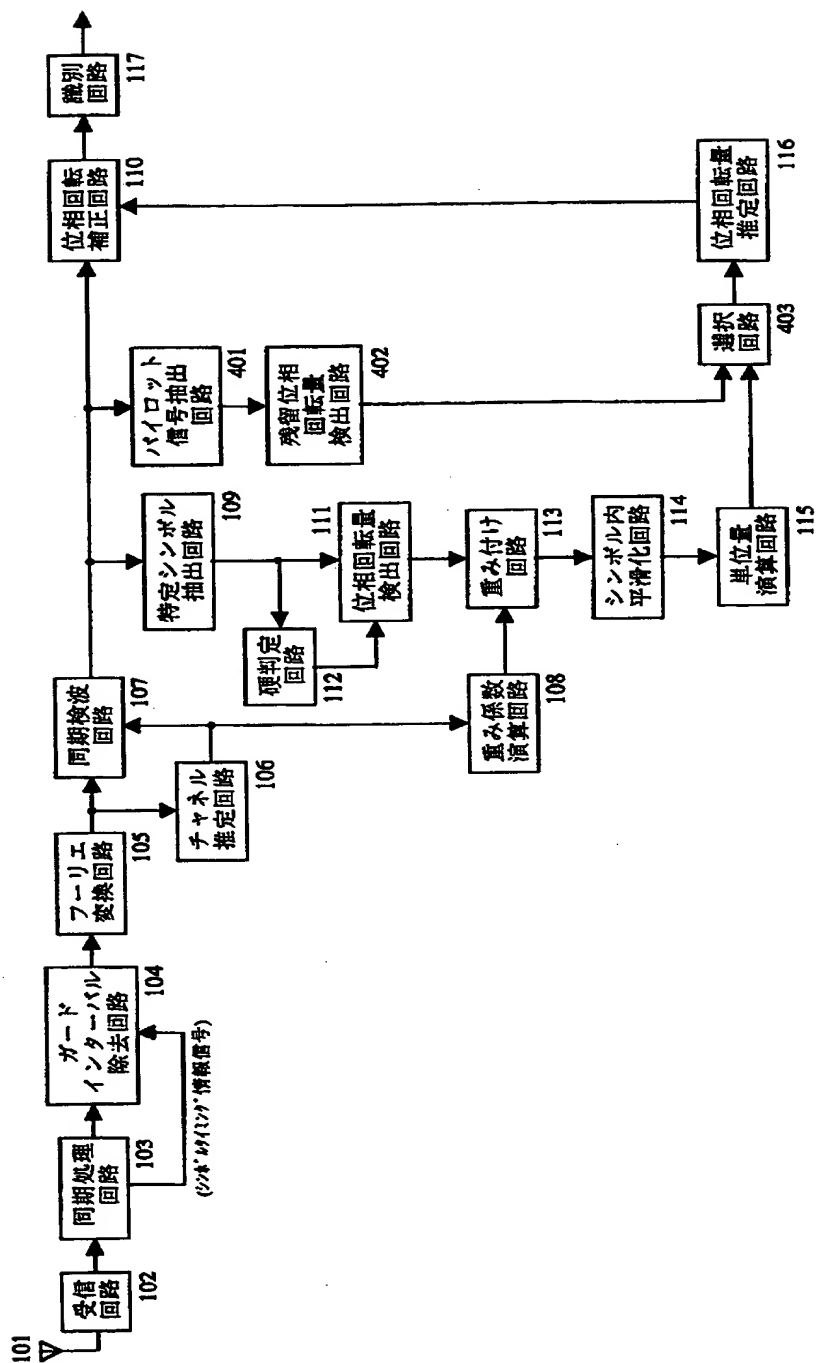 101
受信
回路
102
同期処理
回路
103
(シンボルタイミング情報信号)
ガード
インターバル
除去回路
104
フーリエ
変換回路
105
チャネル
推定回路
106
同期検波
回路
107
重み係数
演算回路
108
特定シンボル
抽出回路
109
硬判定
回路
112
位相回転量
検出回路
111
重み付け
回路
113
シンボル内
平滑化回路
114
単位量
演算回路
115
パイロット
信号抽出
回路
401
残留位相
回転量
検出回路
402
選択
回路
403
位相回転量
推定回路
116
位相回転
補正回路
110
識別
回路
117